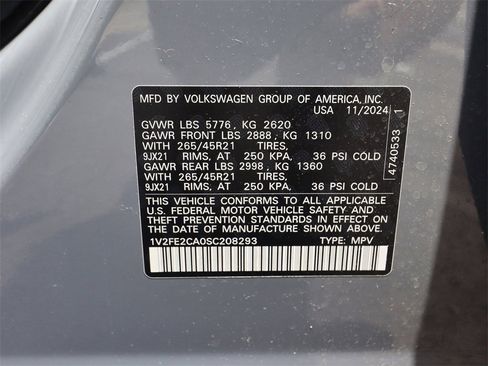 MFD BY VOLKSWAGEN GROUP OF AMERICA, INC.
USA 11/2024
GVWR LBS 5776, KG 2620
GAWR FRONT LBS 2888, KG 1310
WITH 265/45R21 TIRES,
9JX21 RIMS, AT 250 KPA, 36 PSI COLD
GAWR REAR LBS 2998, KG 1360
WITH 265/45R21 TIRES,
9JX21 RIMS, AT 250 KPA, 36 PSI COLD
THIS VEHICLE CONFORMS TO ALL APPLICABLE
U.S. FEDERAL MOTOR VEHICLE SAFETY AND
THEFT PREVENTION STANDARDS IN EFFECT ON
THE DATE OF MANUFACTURE SHOWN ABOVE
1V2FE2CA0SC208293 TYPE: MPV
4740533 1